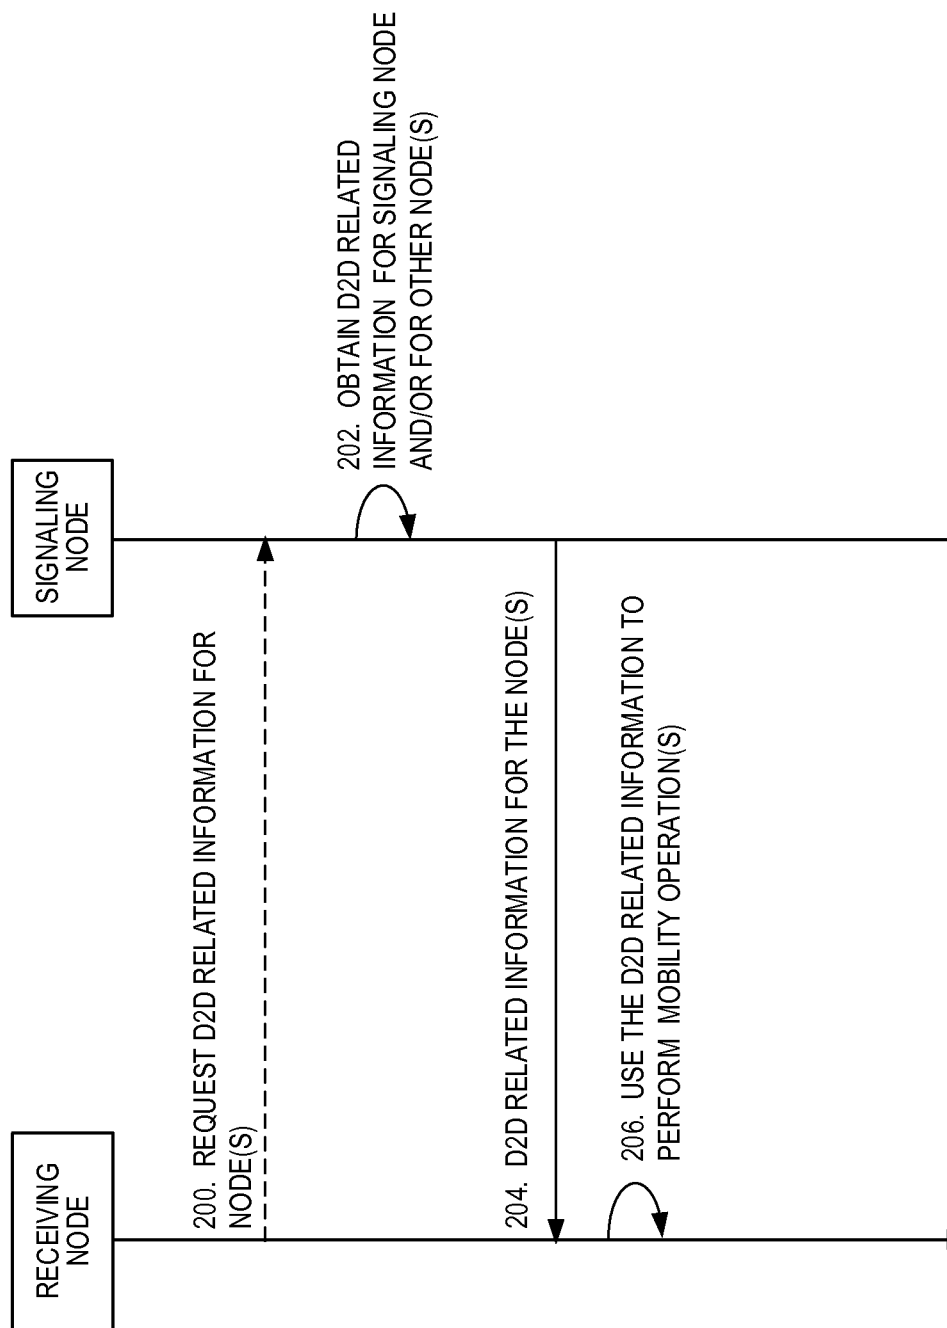 RECEIVING
NODE
SIGNALING
NODE
200. REQUEST D2D RELATED INFORMATION FOR
NODE(S)
202. OBTAIN D2D RELATED
INFORMATION FOR SIGNALING NODE
AND/OR FOR OTHER NODE(S)
204. D2D RELATED INFORMATION FOR THE NODE(S)
206. USE THE D2D RELATED INFORMATION TO
PERFORM MOBILITY OPERATION(S)